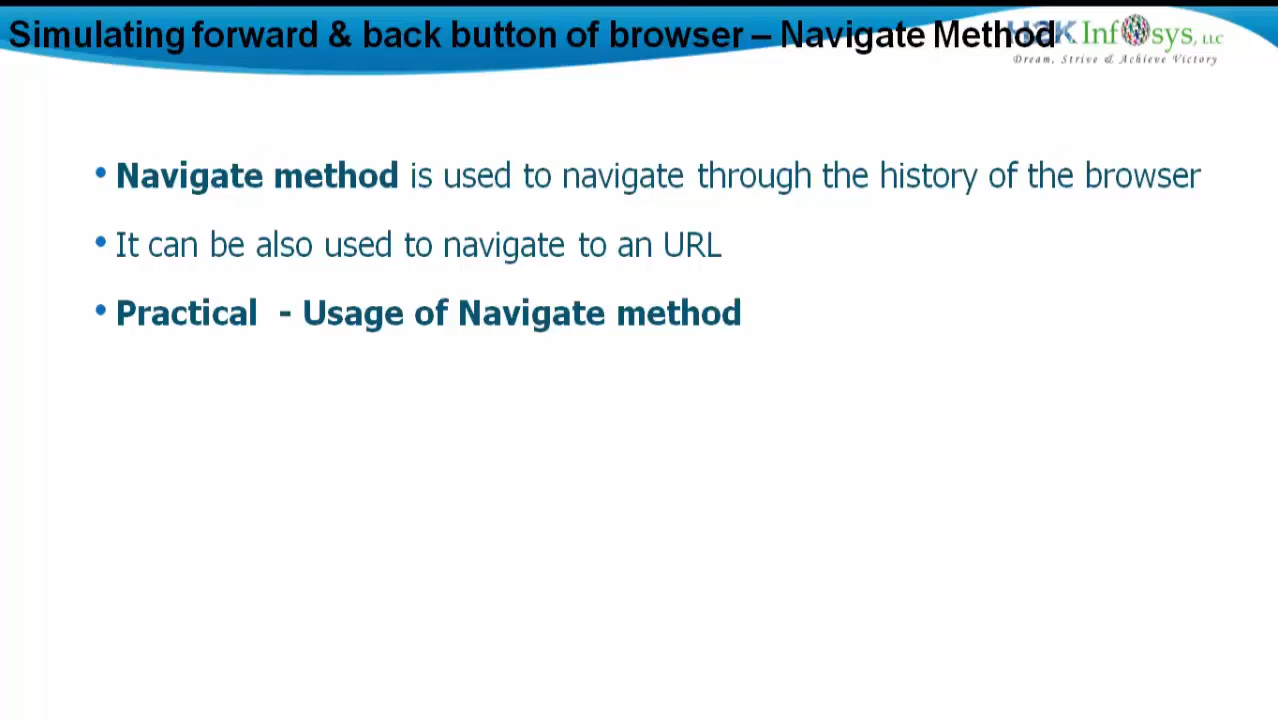 Simulating forward & back button of browser – Navigate Method
Infosys, LLC
Dream, Strive & Achieve Victory
• Navigate method is used to navigate through the history of the browser
• It can be also used to navigate to an URL
• Practical - Usage of Navigate method